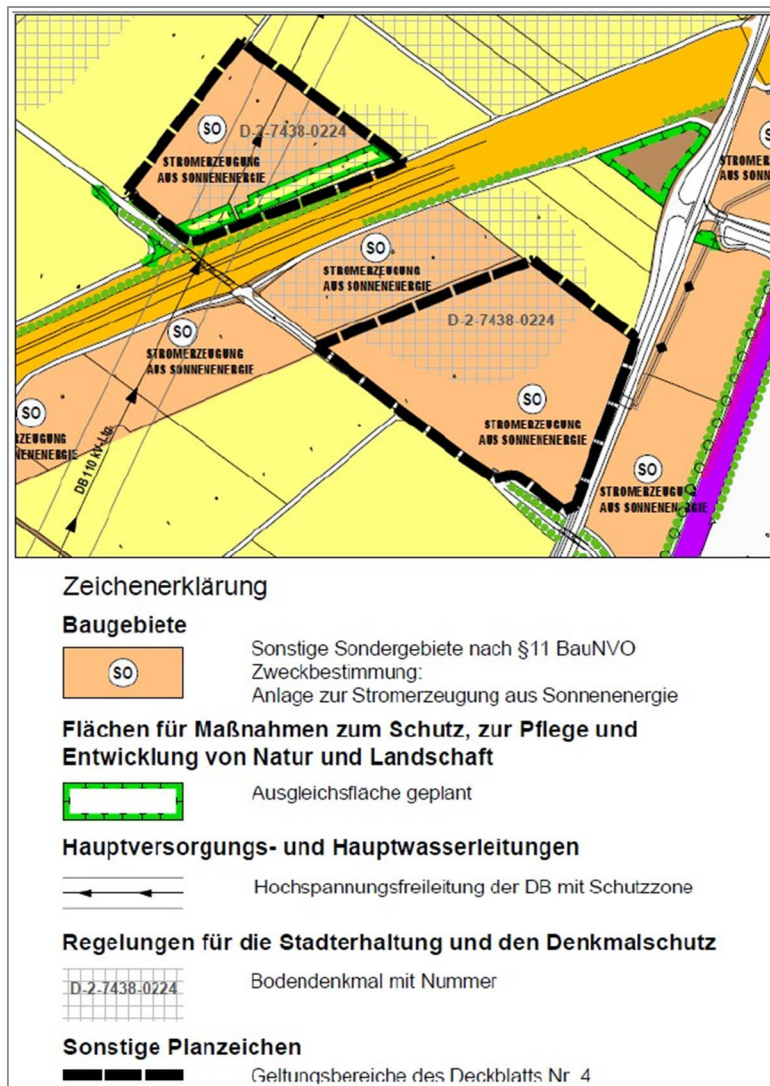 SO
D-2-7438-0224
STROMERZEUGUNG
AUS SONNENENERGIE
SO
STROMERZEUGUNG
AUS SONNENENERGIE
D-2-7438-0224
SO
STROMERZEUGUNG
AUS SONNENENERGIE
SO
STROMERZEUGUNG
AUS SONNENENERGIE
SO
STROMERZEUGUNG
AUS SONNENENERGIE
DB 110 kV-Ltg.
Zeichenerklärung
Baugebiete
SO
Sonstige Sondergebiete nach §11 BauNVO
Zweckbestimmung:
Anlage zur Stromerzeugung aus Sonnenenergie
Flächen für Maßnahmen zum Schutz, zur Pflege und
Entwicklung von Natur und Landschaft
Ausgleichsfläche geplant
Hauptversorgungs- und Hauptwasserleitungen
Hochspannungsfreileitung der DB mit Schutzzone
Regelungen für die Stadterhaltung und den Denkmalschutz
D-2-7438-0224
Bodendenkmal mit Nummer
Sonstige Planzeichen
Geltungsbereiche des Deckblatts Nr. 4